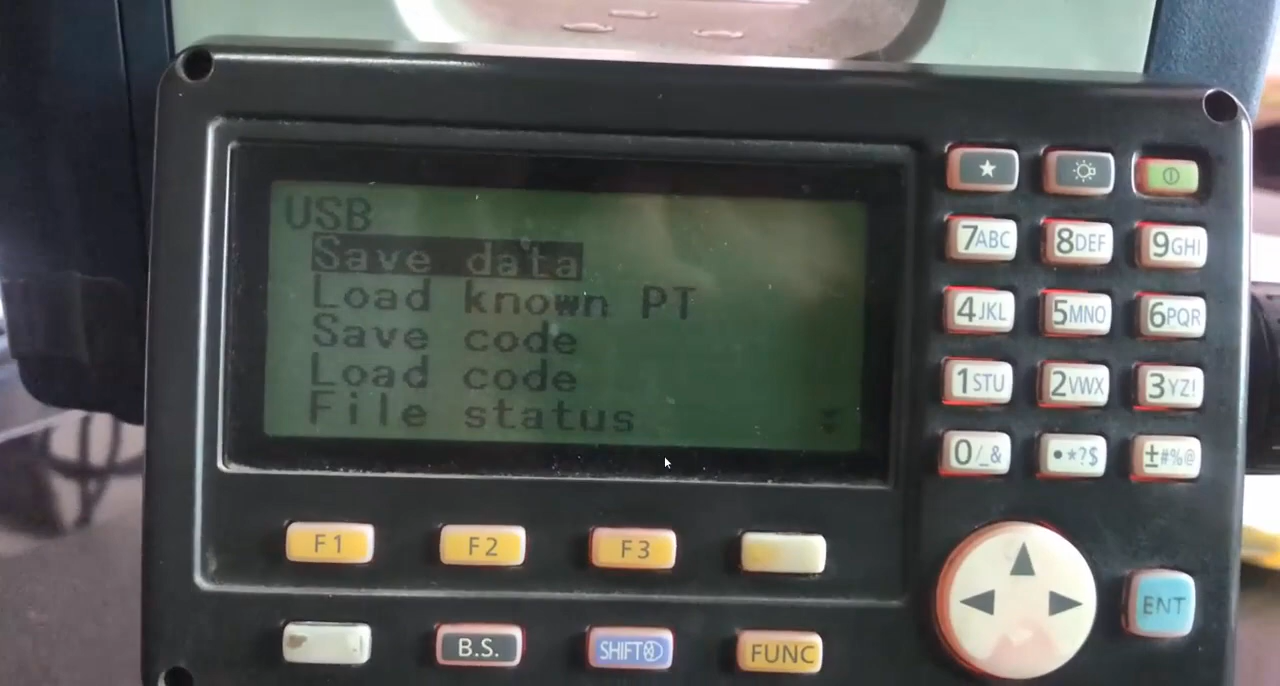 USB
Save data
Load known PT
Save code
Load code
File status
7ABC 8DEF 9GHI
4JKL 5MNO 6PQR
1STU 2VWX 3YZ!
0/_& •*?$ ±#%@
F1 F2 F3
ENT
B.S. SHIFT FUNC